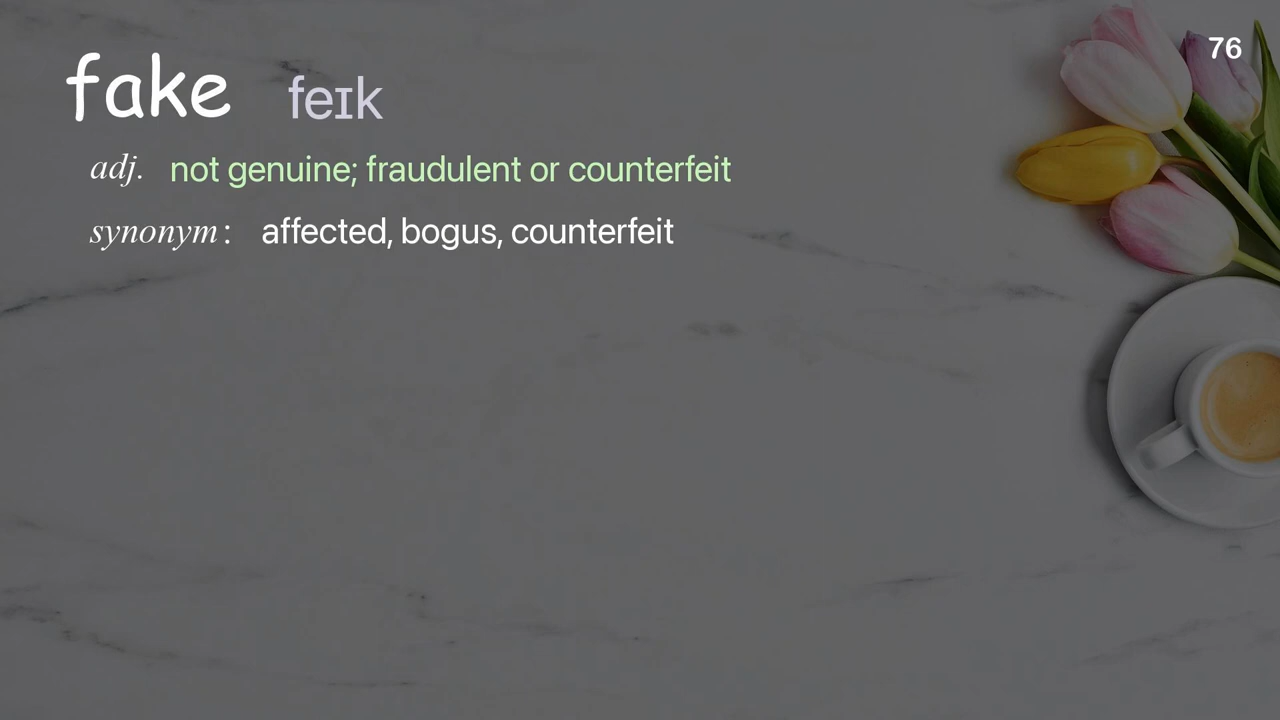 76
fake feɪk
adj. not genuine; fraudulent or counterfeit
synonym: affected, bogus, counterfeit